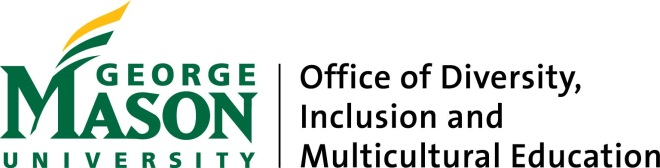 GEORGE
MASON
UNIVERSITY
Office of Diversity,
Inclusion and
Multicultural Education